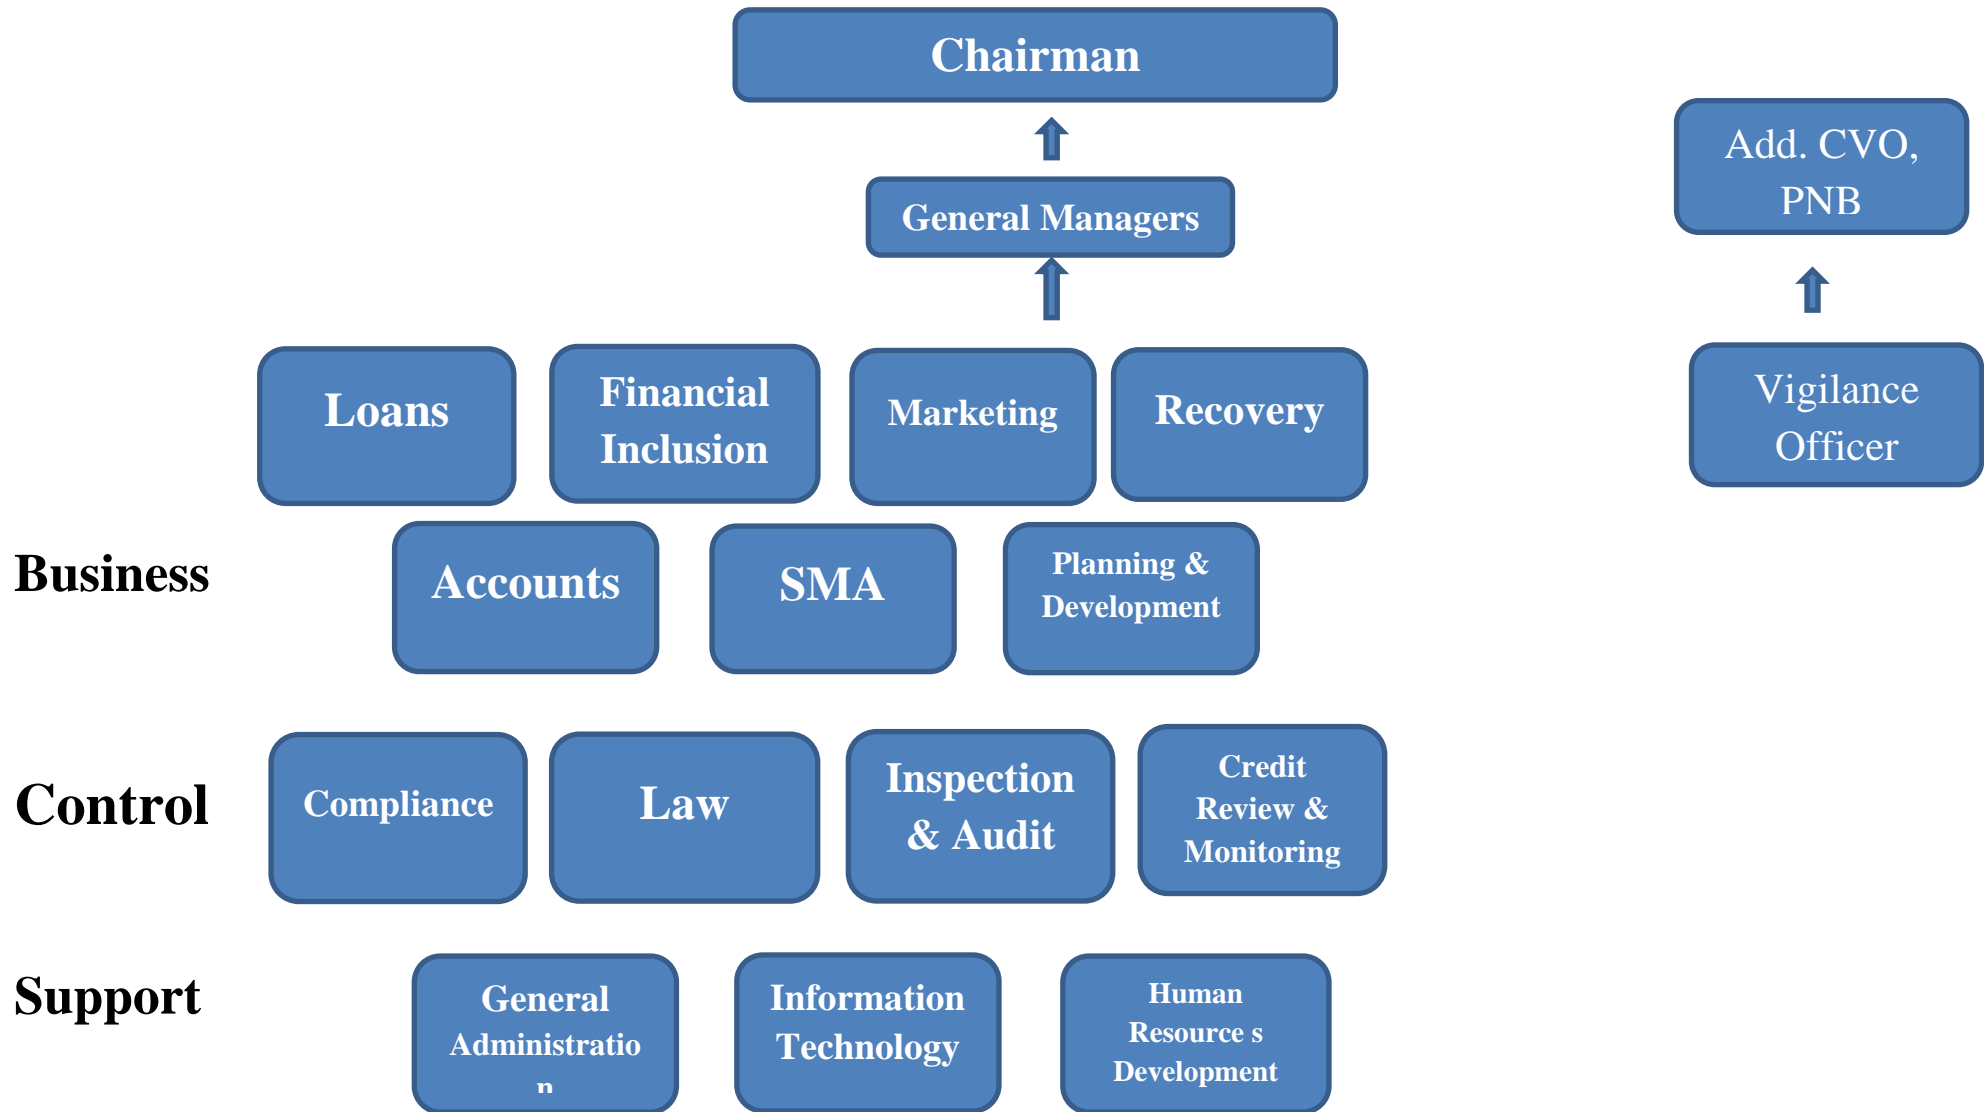 Chairman
Add. CVO,
PNB
General Managers
Loans
Financial
Inclusion
Marketing
Recovery
Vigilance
Officer
Business
Accounts
SMA
Planning &
Development
Control
Compliance
Law
Inspection
& Audit
Credit
Review &
Monitoring
Support
General
Administratio
n
Information
Technology
Human
Resource s
Development